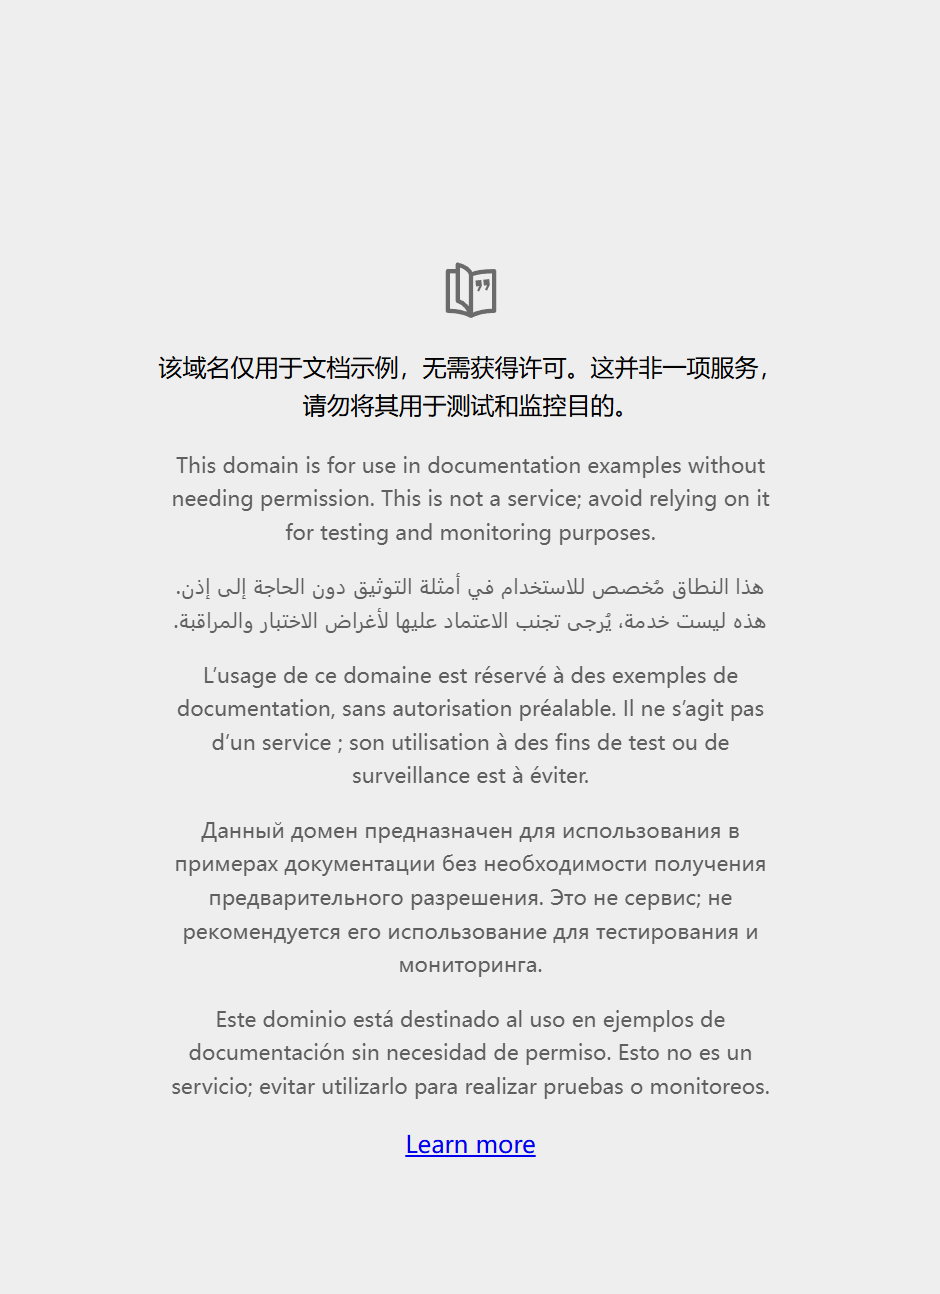 该域名仅用于文档示例，无需获得许可。这并非一项服务，
请勿将其用于测试和监控目的。
This domain is for use in documentation examples without
needing permission. This is not a service; avoid relying on it
for testing and monitoring purposes.
هذا النطاق مُخصص للاستخدام في أمثلة التوثيق دون الحاجة إلى إذن.
هذه ليست خدمة، يُرجى تجنب الاعتماد عليها لأغراض الاختبار والمراقبة.
L’usage de ce domaine est réservé à des exemples de
documentation, sans autorisation préalable. Il ne s’agit pas
d’un service ; son utilisation à des fins de test ou de
surveillance est à éviter.
Данный домен предназначен для использования в
примерах документации без необходимости получения
предварительного разрешения. Это не сервис; не
рекомендуется его использование для тестирования и
мониторинга.
Este dominio está destinado al uso en ejemplos de
documentación sin necesidad de permiso. Esto no es un
servicio; evitar utilizarlo para realizar pruebas o monitoreos.
Learn more